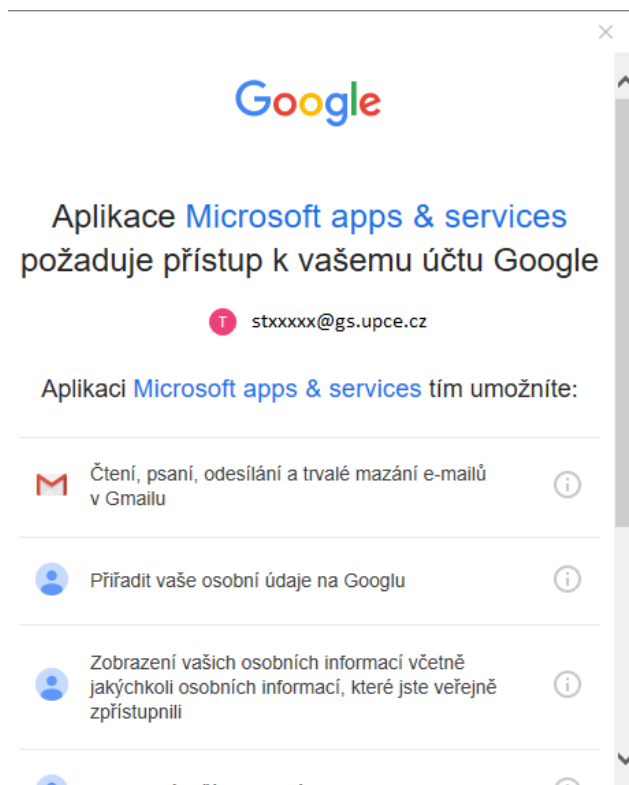 Google
Aplikace Microsoft apps & services
požaduje přístup k vašemu účtu Google
T stxxxxx@gs.upce.cz
Aplikaci Microsoft apps & services tím umožníte:
Čtení, psaní, odesílání a trvalé mazání e-mailů
v Gmailu
Přiřadit vaše osobní údaje na Googlu
Zobrazení vašich osobních informací včetně
jakýchkoli osobních informací, které jste veřejně
zpřístupnili